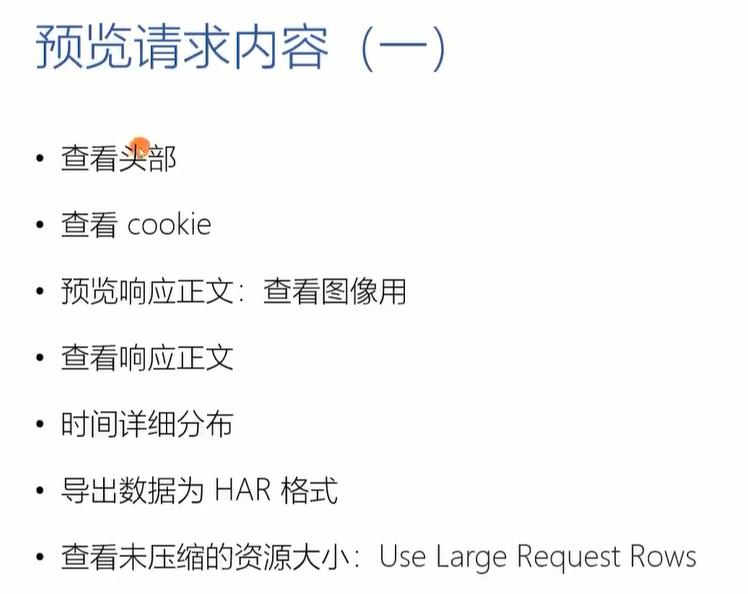 预览请求内容（一）
• 查看头部
• 查看 cookie
• 预览响应正文：查看图像用
• 查看响应正文
• 时间详细分布
• 导出数据为 HAR 格式
• 查看未压缩的资源大小：Use Large Request Rows